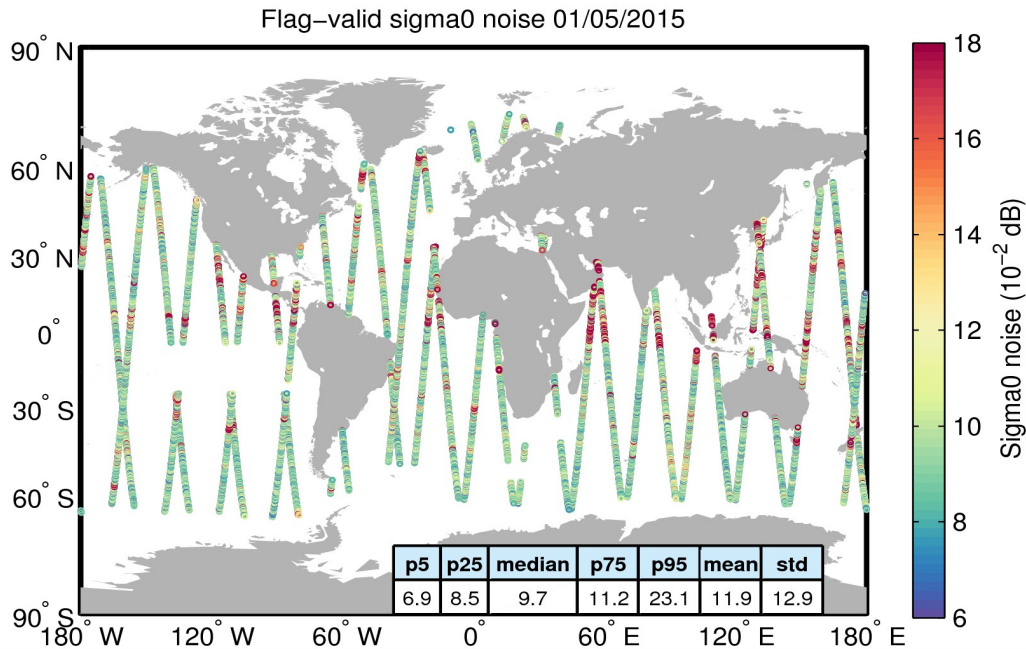 Flag−valid sigma0 noise 01/05/2015
90° N
60° N
30° N
0°
30° S
60° S
90° S
180° W
120° W
60° W
0°
60° E
120° E
180° E
p5 p25 median p75 p95 mean std
6.9 8.5 9.7 11.2 23.1 11.9 12.9
18
16
14
12
10
8
6
Sigma0 noise (10⁻² dB)